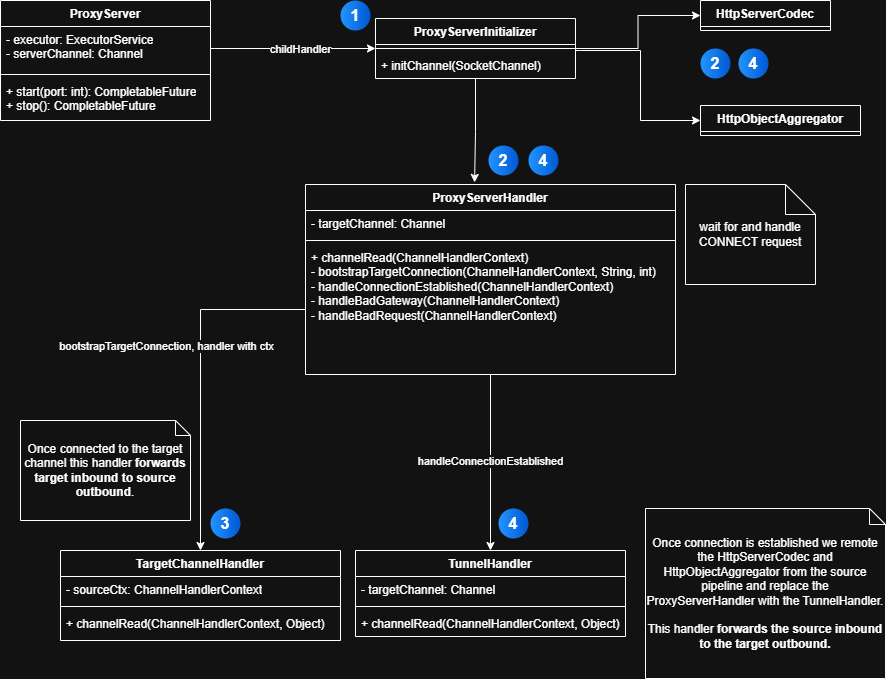 ProxyServer
- executor: ExecutorService
- serverChannel: Channel
+ start(port: int): CompletableFuture
+ stop(): CompletableFuture
childHandler
1
ProxyServerInitializer
+ initChannel(SocketChannel)
HttpServerCodec
2
4
HttpObjectAggregator
2
4
ProxyServerHandler
- targetChannel: Channel
+ channelRead(ChannelHandlerContext)
- bootstrapTargetConnection(ChannelHandlerContext, String, int)
- handleConnectionEstablished(ChannelHandlerContext)
- handleBadGateway(ChannelHandlerContext)
- handleBadRequest(ChannelHandlerContext)
wait for and handle
CONNECT request
bootstrapTargetConnection, handler with ctx
Once connected to the target
channel this handler forwards
target inbound to source
outbound.
handleConnectionEstablished
3
TargetChannelHandler
- sourceCtx: ChannelHandlerContext
+ channelRead(ChannelHandlerContext, Object)
4
TunnelHandler
- targetChannel: Channel
+ channelRead(ChannelHandlerContext, Object)
Once connection is established we remote
the HttpServerCodec and
HttpObjectAggregator from the source
pipeline and replace the
ProxyServerHandler with the TunnelHandler.
This handler forwards the source inbound
to the target outbound.